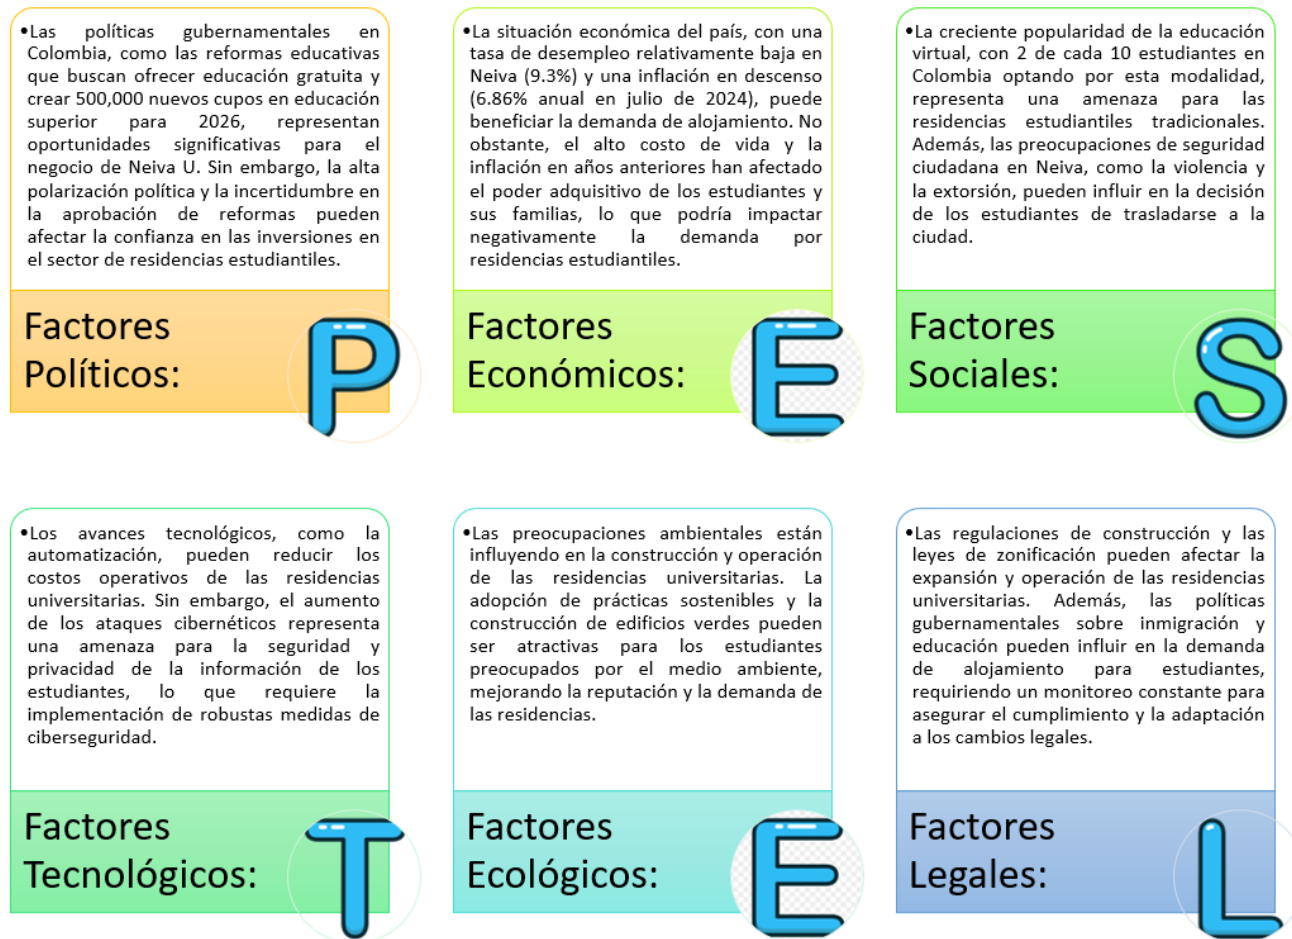 •Las políticas gubernamentales en
Colombia, como las reformas educativas
que buscan ofrecer educación gratuita y
crear 500,000 nuevos cupos en educación
superior para 2026, representan
oportunidades significativas para el
negocio de Neiva U. Sin embargo, la alta
polarización política y la incertidumbre en
la aprobación de reformas pueden
afectar la confianza en las inversiones en
el sector de residencias estudiantiles.
Factores
Políticos:
P
•La situación económica del país, con una
tasa de desempleo relativamente baja en
Neiva (9.3%) y una inflación en descenso
(6.86% anual en julio de 2024), puede
beneficiar la demanda de alojamiento. No
obstante, el alto costo de vida y la
inflación en años anteriores han afectado
el poder adquisitivo de los estudiantes y
sus familias, lo que podría impactar
negativamente la demanda por
residencias estudiantiles.
Factores
Económicos:
E
•La creciente popularidad de la educación
virtual, con 2 de cada 10 estudiantes en
Colombia optando por esta modalidad,
representa una amenaza para las
residencias estudiantiles tradicionales.
Además, las preocupaciones de seguridad
ciudadana en Neiva, como la violencia y
la extorsión, pueden influir en la decisión
de los estudiantes de trasladarse a la
ciudad.
Factores
Sociales:
S
•Los avances tecnológicos, como la
automatización, pueden reducir los
costos operativos de las residencias
universitarias. Sin embargo, el aumento
de los ataques cibernéticos representa
una amenaza para la seguridad y
privacidad de la información de los
estudiantes, lo que requiere la
implementación de robustas medidas de
ciberseguridad.
Factores
Tecnológicos:
T
•Las preocupaciones ambientales están
influyendo en la construcción y operación
de las residencias universitarias. La
adopción de prácticas sostenibles y la
construcción de edificios verdes pueden
ser atractivas para los estudiantes
preocupados por el medio ambiente,
mejorando la reputación y la demanda de
las residencias.
Factores
Ecológicos:
E
•Las regulaciones de construcción y las
leyes de zonificación pueden afectar la
expansión y operación de las residencias
universitarias. Además, las políticas
gubernamentales sobre inmigración y
educación pueden influir en la demanda
de alojamiento para estudiantes,
requiriendo un monitoreo constante para
asegurar el cumplimiento y la adaptación
a los cambios legales.
Factores
Legales:
L